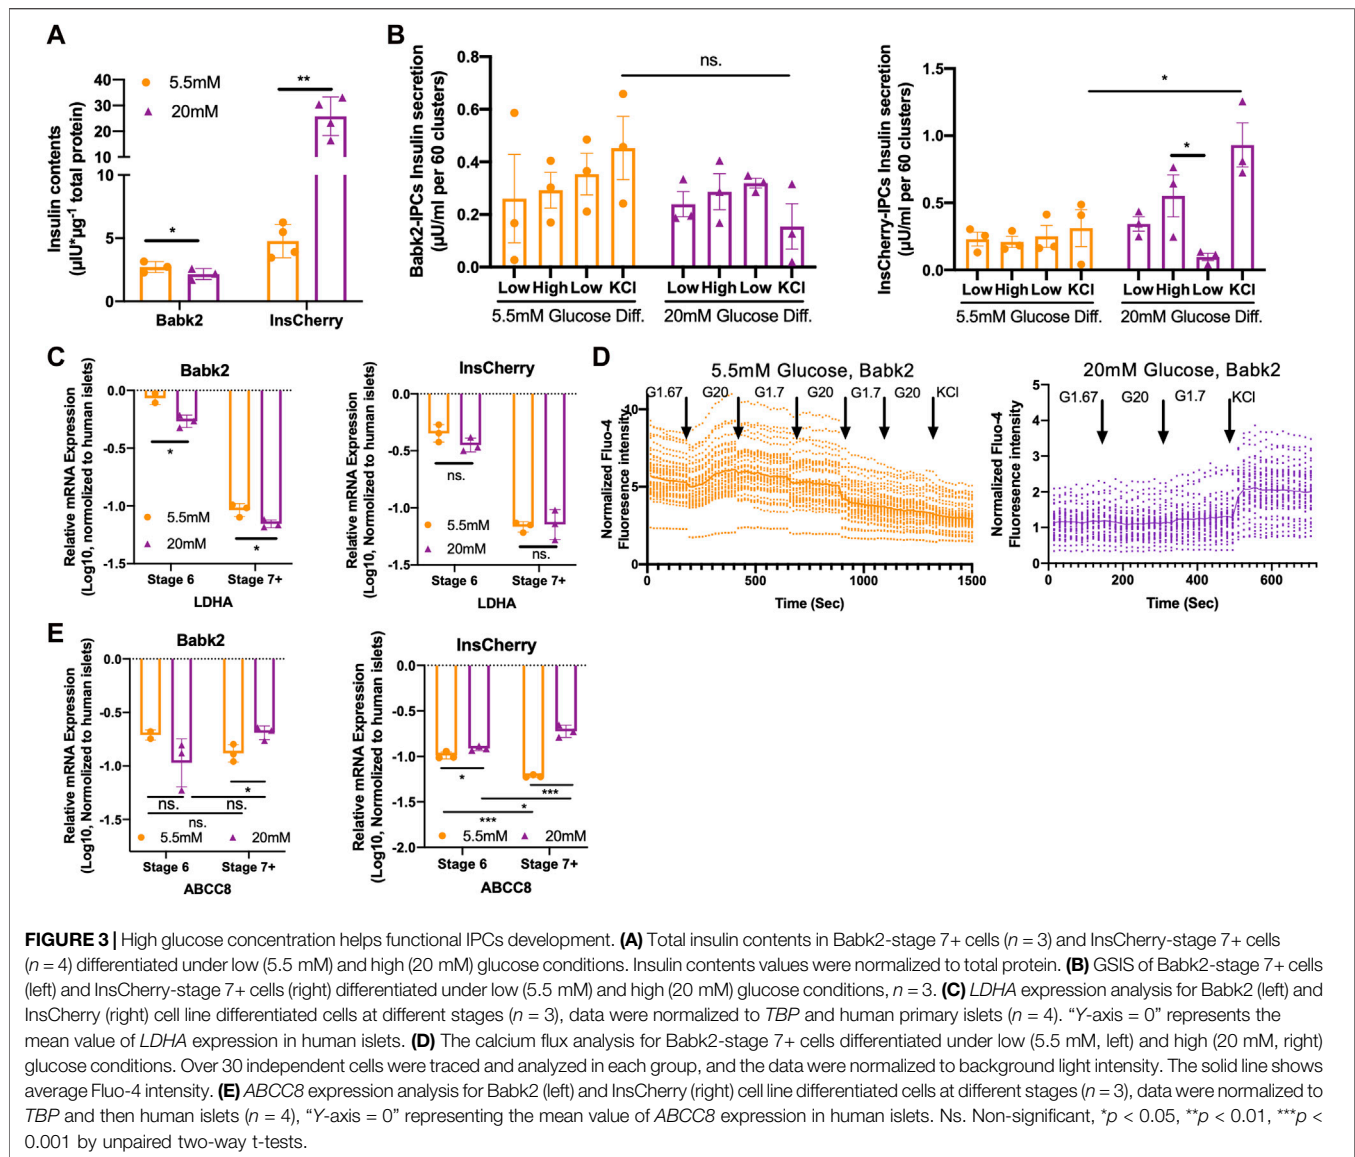 A
Insulin contents
(µIU*µg⁻¹ total protein)
40
30
20
10
10
5
0
5.5mM
20mM
**
*
Babk2
InsCherry
B
Babk2-IPCs Insulin secretion
(µU/ml per 60 clusters)
0.8
0.6
0.4
0.2
0.0
ns.
Low High Low KCl
Low High Low KCl
5.5mM Glucose Diff.
20mM Glucose Diff.
InsCherry-IPCs Insulin secretion
(µU/ml per 60 clusters)
1.5
1.0
0.5
0.0
*
*
Low High Low KCl
Low High Low KCl
5.5mM Glucose Diff.
20mM Glucose Diff.
C
Babk2
Relative mRNA Expression
(Log10, normolized to human islets)
0.0
-0.5
-1.0
-1.5
*
*
5.5mM
20mM
Stage 6
Stage 7+
LDHA
InsCherry
Relative mRNA Expression
(Log10, Normolized to human islets)
0.0
-0.5
-1.0
-1.5
ns.
ns.
5.5mM
20mM
Stage 6
Stage 7+
LDHA
D
5.5mM Glucose, Babk2
Normalized Fluo-4
Fluorescence intensity
10
5
0
G1.67
G20
G1.7
G20
G1.7
G20
KCl
0
500
1000
1500
Time (Sec)
20mM Glucose, Babk2
Normalized Fluo-4
Fluorescence intensity
5
4
3
2
1
0
G1.67
G20
G1.7
KCl
0
200
400
600
Time (Sec)
E
Babk2
Relative mRNA Expression
(Log10, Normolized to human islets)
0.0
-0.5
-1.0
-1.5
*
ns.
ns.
ns.
5.5mM
20mM
Stage 6
Stage 7+
ABCC8
InsCherry
Relative mRNA Expression
(Log10, Normolized to human islets)
0.0
-0.5
-1.0
-1.5
-2.0
*
***
*
***
5.5mM
20mM
Stage 6
Stage 7+
ABCC8
FIGURE 3 | High glucose concentration helps functional IPCs development. (A) Total insulin contents in Babk2-stage 7+ cells (n = 3) and InsCherry-stage 7+ cells
(n = 4) differentiated under low (5.5 mM) and high (20 mM) glucose conditions. Insulin contents values were normalized to total protein. (B) GSIS of Babk2-stage 7+ cells
(left) and InsCherry-stage 7+ cells (right) differentiated under low (5.5 mM) and high (20 mM) glucose conditions, n = 3. (C) LDHA expression analysis for Babk2 (left) and
InsCherry (right) cell line differentiated cells at different stages (n = 3), data were normalized to TBP and human primary islets (n = 4). “Y-axis = 0” represents the
mean value of LDHA expression in human islets. (D) The calcium flux analysis for Babk2-stage 7+ cells differentiated under low (5.5 mM, left) and high (20 mM, right)
glucose conditions. Over 30 independent cells were traced and analyzed in each group, and the data were normalized to background light intensity. The solid line shows
average Fluo-4 intensity. (E) ABCC8 expression analysis for Babk2 (left) and InsCherry (right) cell line differentiated cells at different stages (n = 3), data were normalized to
TBP and then human islets (n = 4), “Y-axis = 0” representing the mean value of ABCC8 expression in human islets. Ns. Non-significant, *p < 0.05, **p < 0.01, ***p <
0.001 by unpaired two-way t-tests.